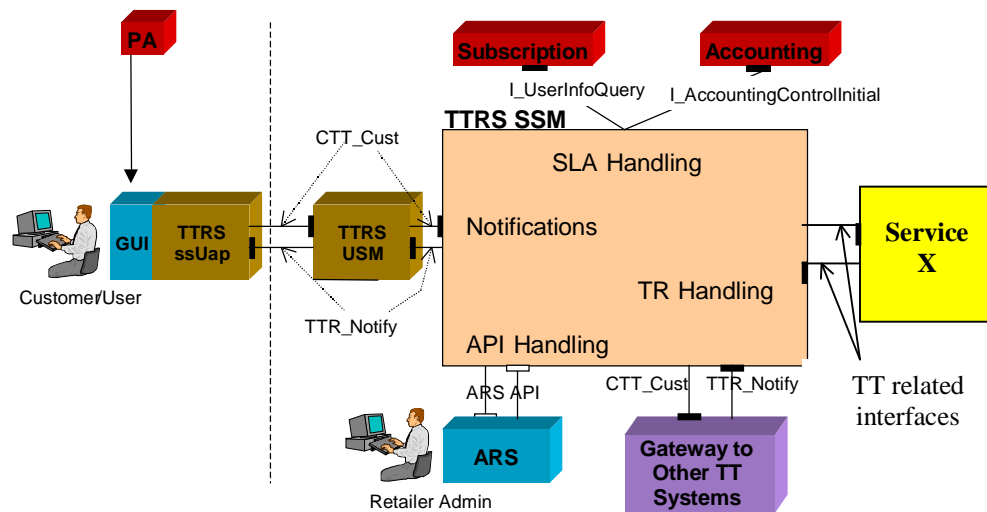 PA
Subscription
Accounting
I_UserInfoQuery
I_AccountingControlInitial
TTRS SSM
CTT_Cust
SLA Handling
GUI
TTRS
ssUap
TTRS
USM
Notifications
Service
X
TR Handling
Customer/User
TTR_Notify
API Handling
CTT_Cust
TTR_Notify
TT related
interfaces
ARS API
ARS
Gateway to
Other TT
Systems
Retailer Admin